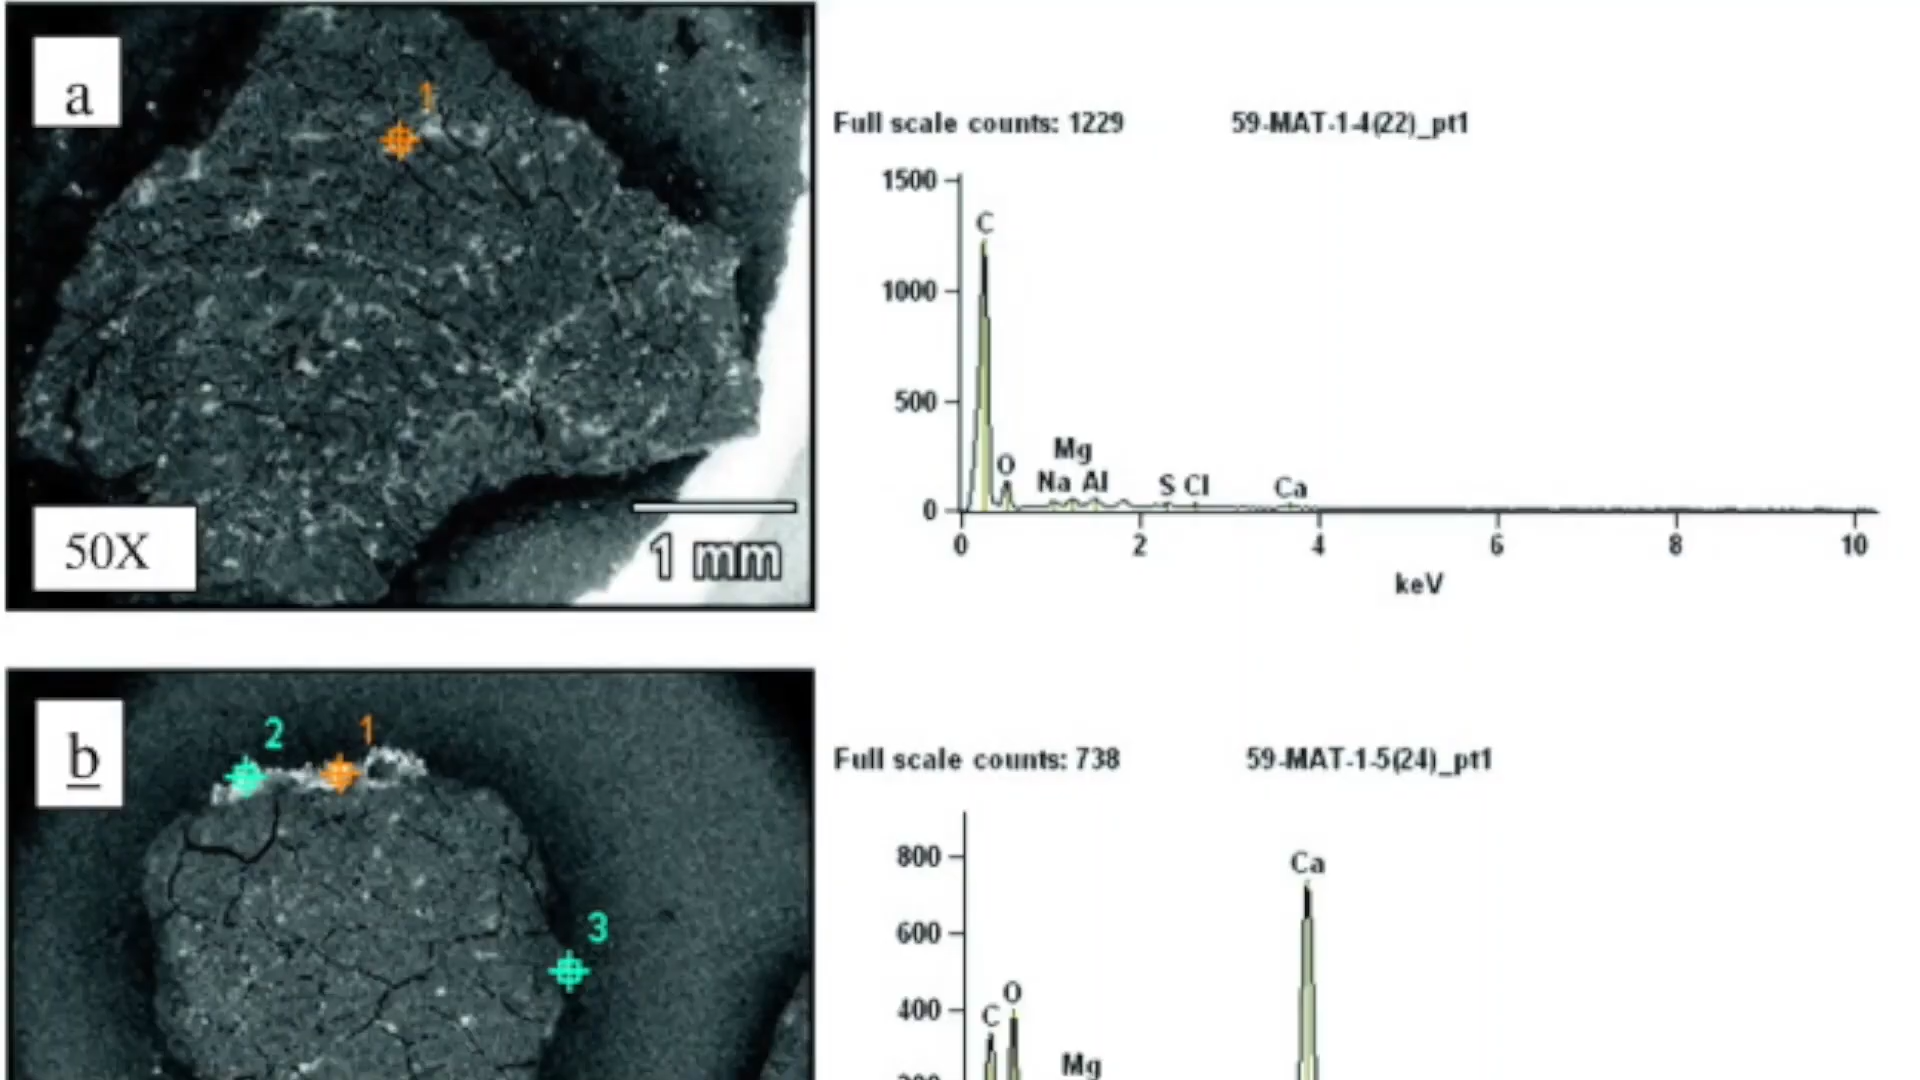 a
1
50X
1 mm
Full scale counts: 1229
59-MAT-1-4(22)_pt1
1500
C
1000
500
Mg
O
Na Al
S Cl
Ca
0
0 2 4 6 8 10
keV
b
2
1
3
Full scale counts: 738
59-MAT-1-5(24)_pt1
800
Ca
600
O
400
C
Mg